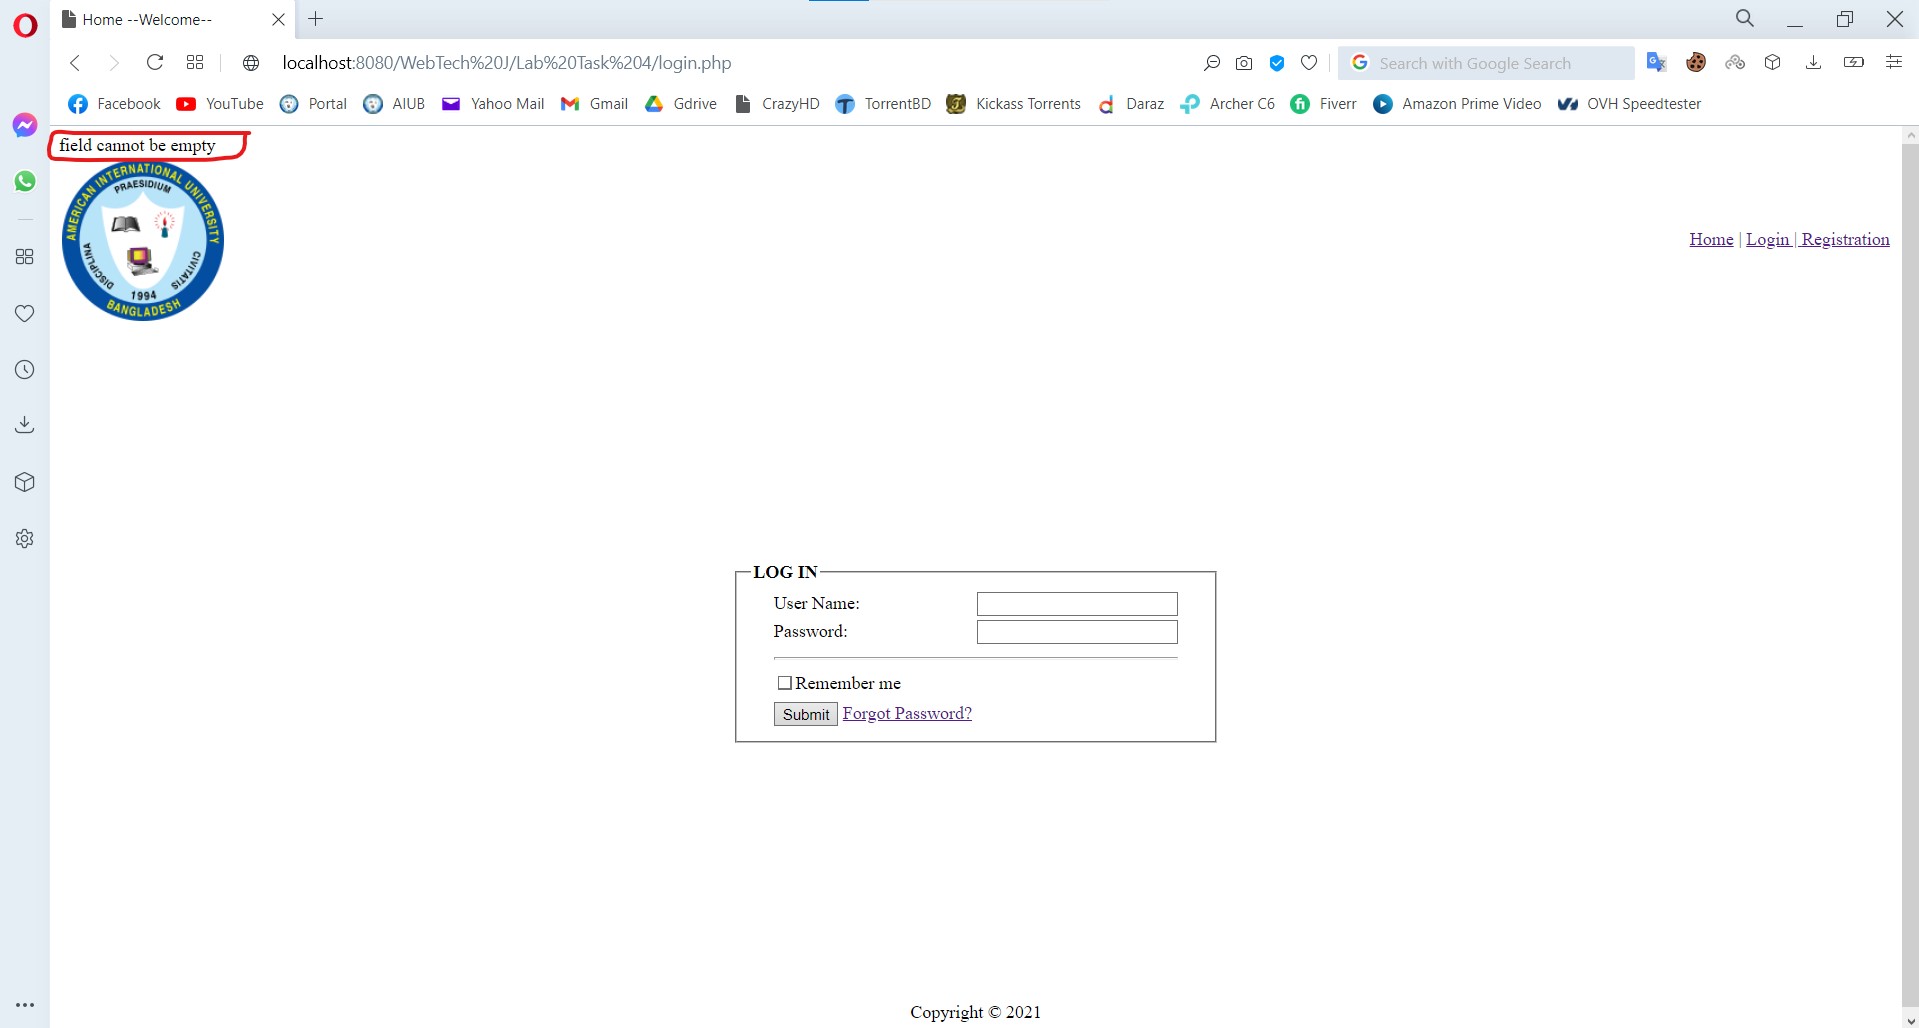 Home --Welcome--
localhost:8080/WebTech%20J/Lab%20Task%204/login.php
Search with Google Search
Facebook YouTube Portal AIUB Yahoo Mail Gmail Gdrive CrazyHD TorrentBD Kickass Torrents Daraz Archer C6 Fiverr Amazon Prime Video OVH Speedtester
field cannot be empty
AMERICAN INTERNATIONAL UNIVERSITY
PRAESIDIUM
DISCIPLINA
CIVITATIS
1994
BANGLADESH
Home | Login | Registration
LOG IN
User Name:
Password:
Remember me
Submit Forgot Password?
Copyright © 2021